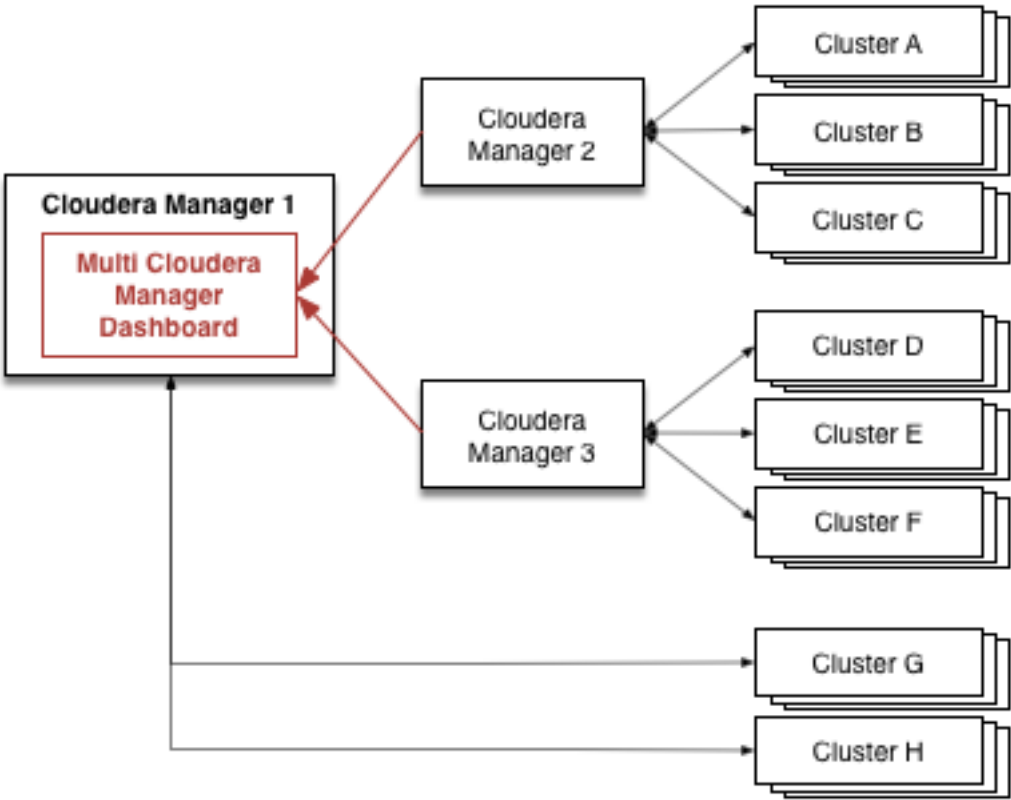 Cloudera Manager 1
Multi Cloudera
Manager
Dashboard
Cloudera
Manager 2
Cloudera
Manager 3
Cluster A
Cluster B
Cluster C
Cluster D
Cluster E
Cluster F
Cluster G
Cluster H